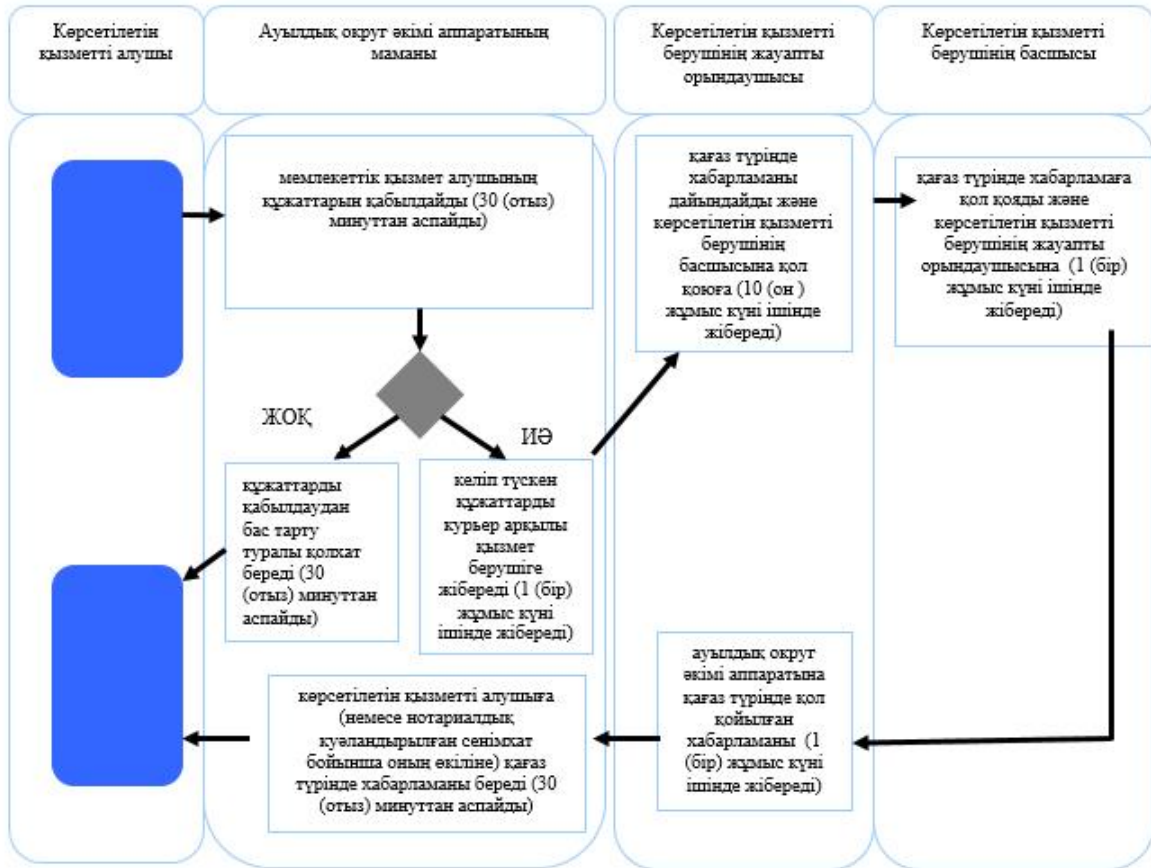 Көрсетілетін
қызметті алушы
Ауылдық округ әкімі аппаратының
маманы
Көрсетілетін қызметті
берушінің жауапты
орындаушысы
Көрсетілетін қызметті
берушінің басшысы
мемлекеттік қызмет алушының
құжаттарын қабылдайды (30 (отыз)
минуттан аспайды)
қағаз түрінде
хабарламаны
дайындайды және
көрсетілетін қызметті
берушінің
басшысына қол
қоюға (10 (он )
жұмыс күні ішінде
жібереді)
қағаз түрінде хабарламаға
қол қояды және
көрсетілетін қызметті
берушінің жауапты
орындаушысына (1 (бір)
жұмыс күні ішінде
жібереді)
ЖОҚ
ИӘ
құжаттарды
қабылдаудан
бас тарту
туралы қолхат
береді (30
(отыз) минуттан
аспайды)
келіп түскен
құжаттарды
курьер арқылы
қызмет
берушіге
жібереді (1 (бір)
жұмыс күні
ішінде жібереді)
ауылдық округ
әкімі аппаратына
қағаз түрінде қол
қойылған
хабарламаны (1
(бір) жұмыс күні
ішінде жібереді)
көрсетілетін қызметті алушыға
(немесе нотариалдық
куәландырылған сенімхат
бойынша оның өкіліне) қағаз
түрінде хабарламаны береді (30
(отыз) минуттан аспайды)